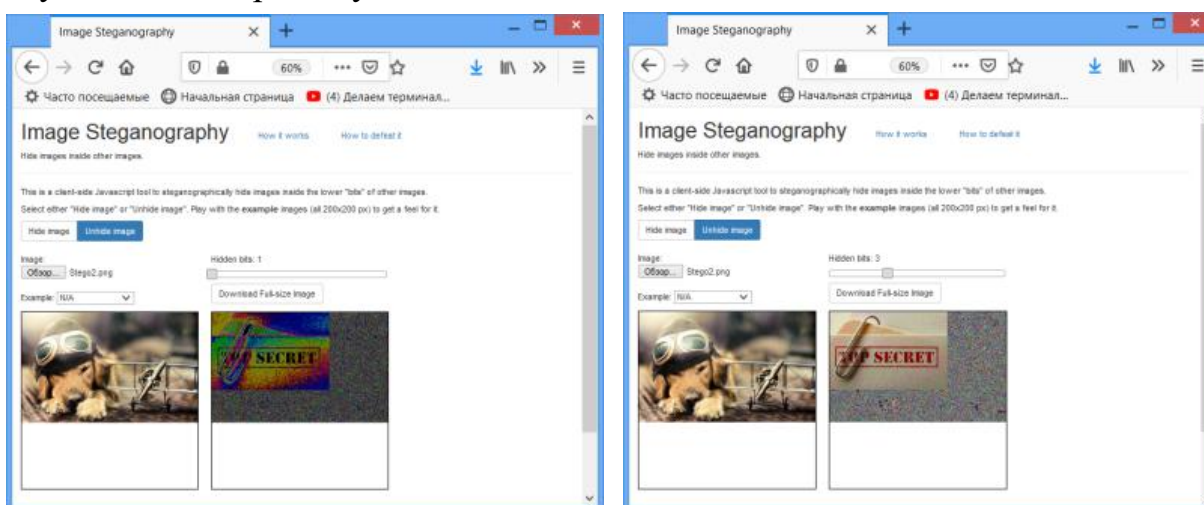 Image Steganography
60%
Часто посещаемые Начальная страница (4) Делаем терминал...
Image Steganography How it works How to defeat it
Hide images inside other images.
This is a client-side Javascript tool to steganographically hide images inside the lower "bits" of other images.
Select either "Hide image" or "Unhide image". Play with the example images (all 200x200 px) to get a feel for it.
Hide image Unhide image
Image: Hidden bits: 1
Обзор... Stego2.png
Example: N/A Download Full-size Image
TOP SECRET
Image Steganography
60%
Часто посещаемые Начальная страница (4) Делаем терминал...
Image Steganography How it works How to defeat it
Hide images inside other images.
This is a client-side Javascript tool to steganographically hide images inside the lower "bits" of other images.
Select either "Hide image" or "Unhide image". Play with the example images (all 200x200 px) to get a feel for it.
Hide image Unhide image
Image: Hidden bits: 3
Обзор... Stego2.png
Example: N/A Download Full-size Image
TOP SECRET